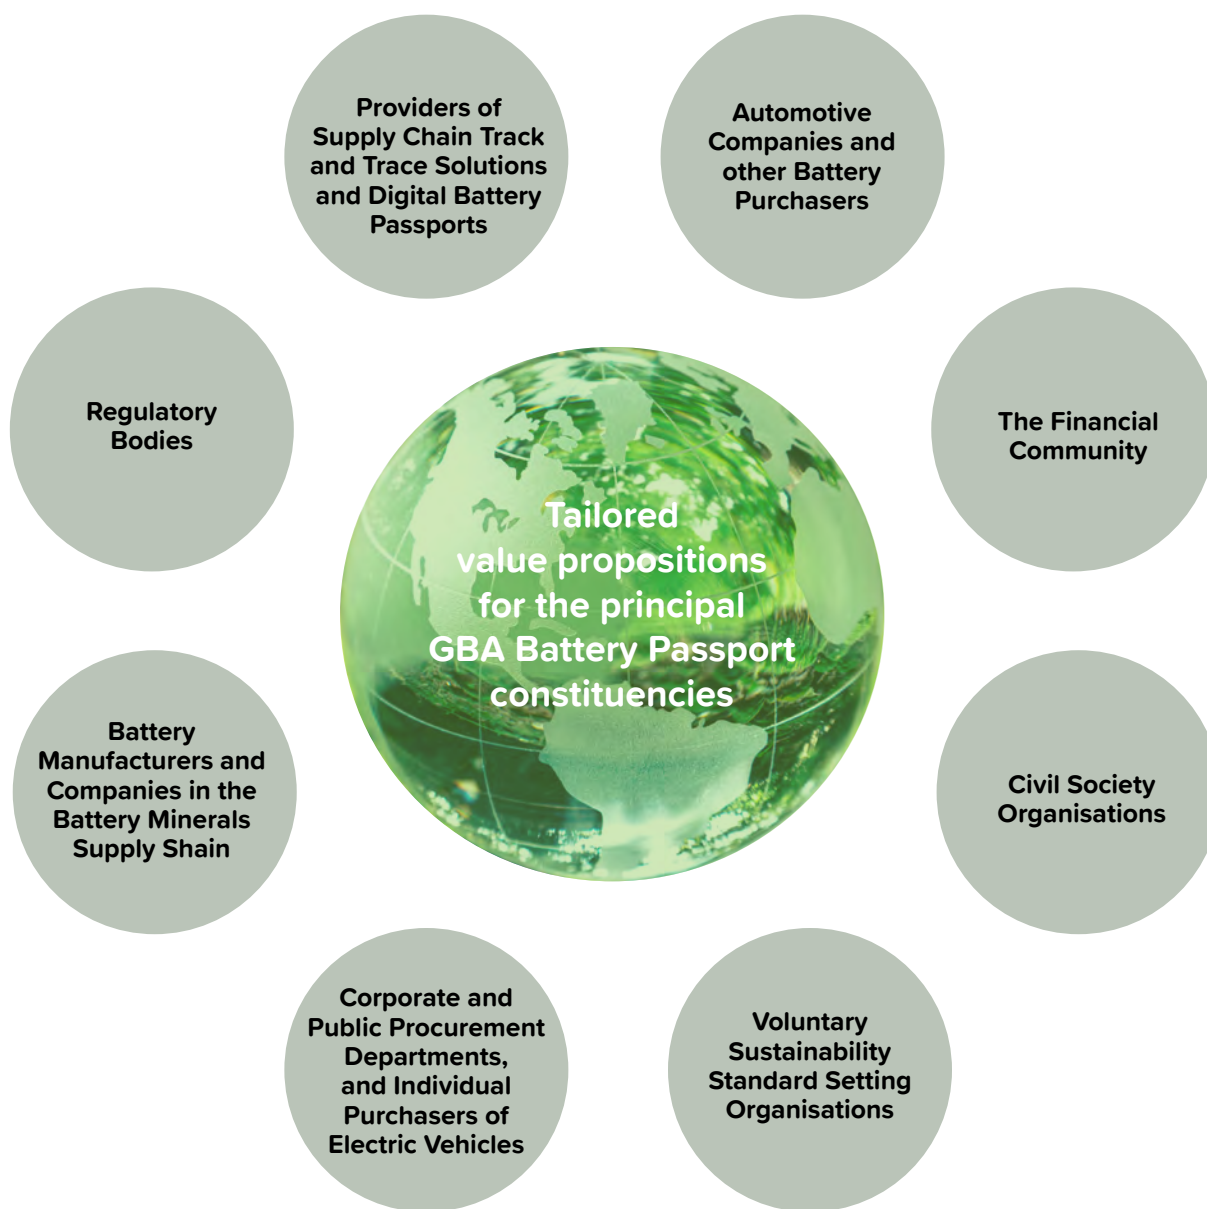 Providers of
Supply Chain Track
and Trace Solutions
and Digital Battery
Passports
Automotive
Companies and
other Battery
Purchasers
Regulatory
Bodies
The Financial
Community
Tailored
value propositions
for the principal
GBA Battery Passport
constituencies
Battery
Manufacturers and
Companies in the
Battery Minerals
Supply Shain
Civil Society
Organisations
Corporate and
Public Procurement
Departments,
and Individual
Purchasers of
Electric Vehicles
Voluntary
Sustainability
Standard Setting
Organisations